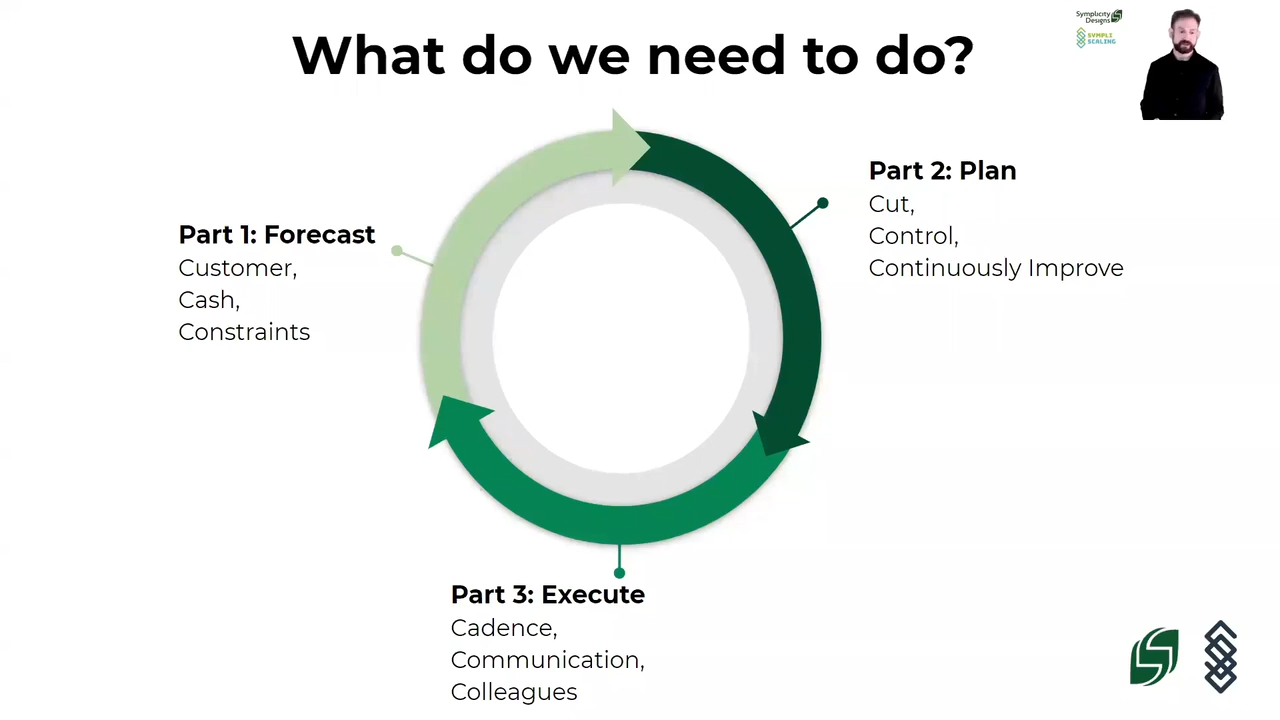 What do we need to do?
Symplicity
Designs
SYMPLI
SCALING
Part 1: Forecast
Customer,
Cash,
Constraints
Part 2: Plan
Cut,
Control,
Continuously Improve
Part 3: Execute
Cadence,
Communication,
Colleagues